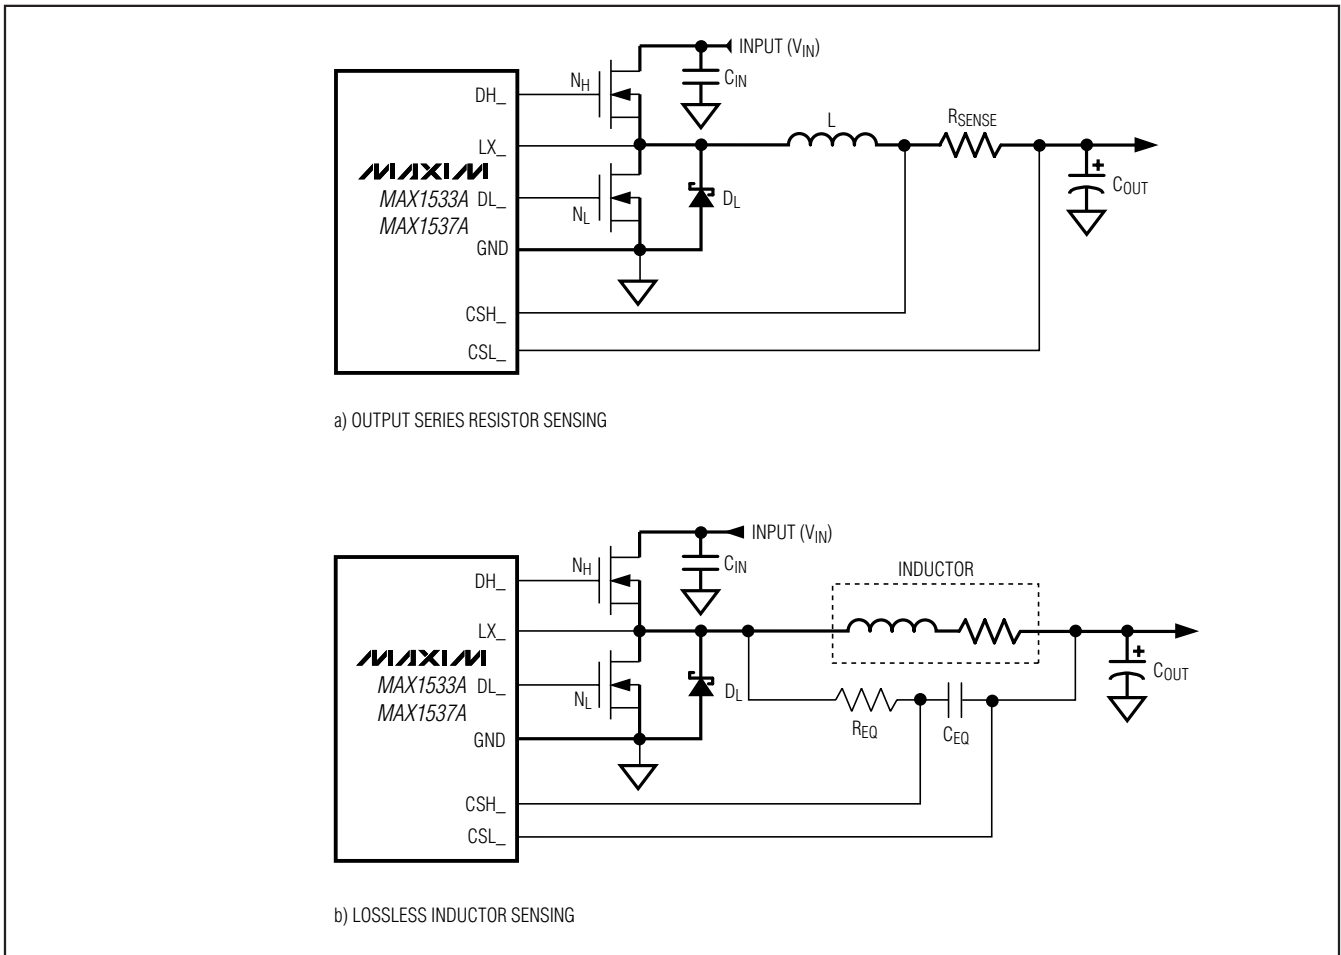 INPUT (VIN)
CIN
NH
DH_
L
RSENSE
LX_
MAXIM
MAX1533A
DL_
NL
DL
+
COUT
MAX1537A
GND
CSH_
CSL_
a) OUTPUT SERIES RESISTOR SENSING
INPUT (VIN)
NH
CIN
INDUCTOR
DH_
LX_
MAXIM
MAX1533A
DL_
NL
DL
+
COUT
MAX1537A
REQ
CEQ
GND
CSH_
CSL_
b) LOSSLESS INDUCTOR SENSING